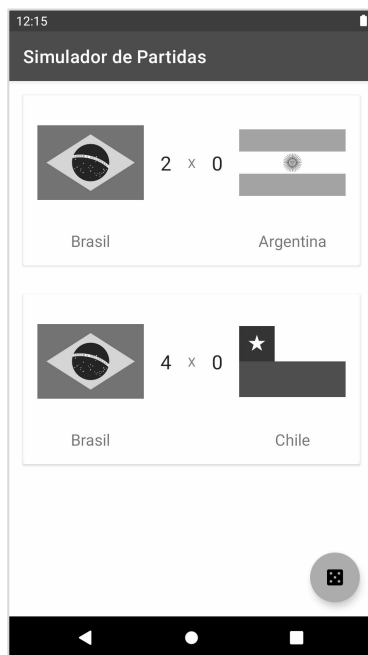 12:15
Simulador de Partidas
2 x 0
Brasil Argentina
4 x 0
Brasil Chile